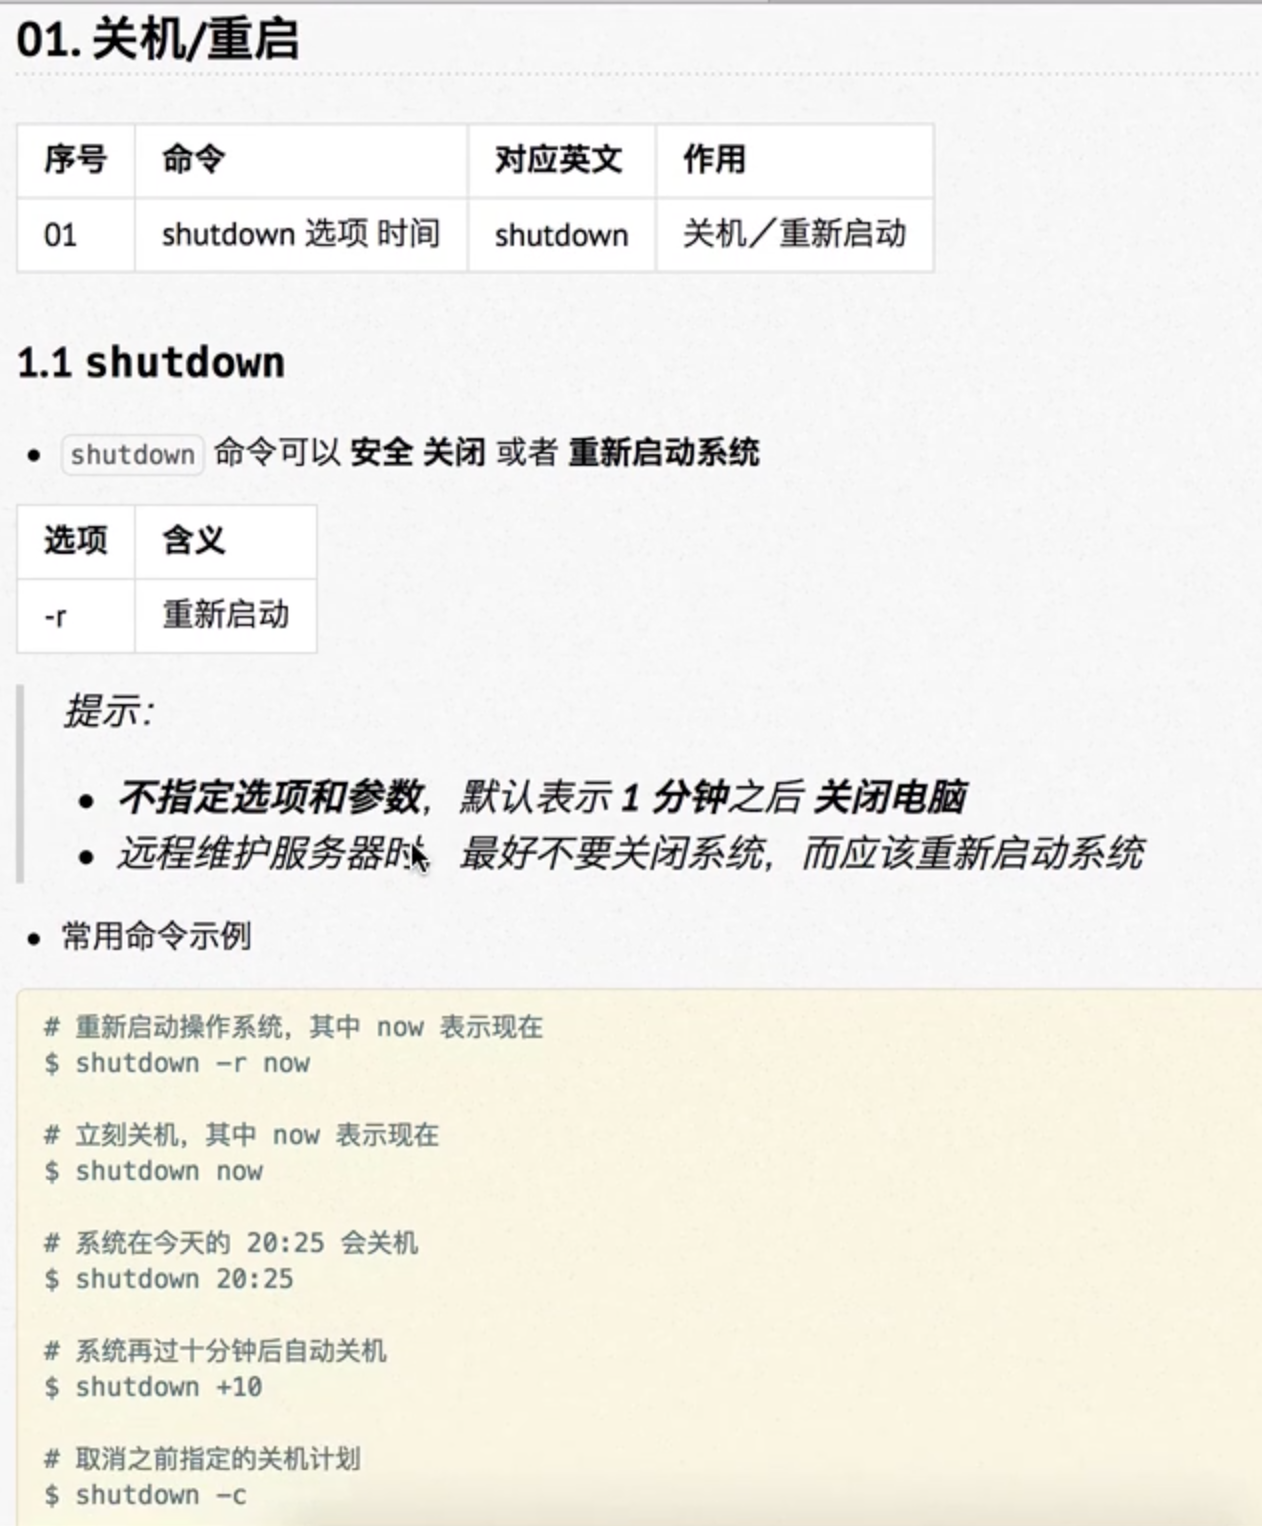 01. 关机/重启
序号 命令 对应英文 作用
01 shutdown 选项 时间 shutdown 关机／重新启动
1.1 shutdown
• shutdown 命令可以 安全 关闭 或者 重新启动系统
选项 含义
-r 重新启动
提示：
• 不指定选项和参数，默认表示 1 分钟之后 关闭电脑
• 远程维护服务器时 最好不要关闭系统，而应该重新启动系统
• 常用命令示例
# 重新启动操作系统，其中 now 表示现在
$ shutdown -r now
# 立刻关机，其中 now 表示现在
$ shutdown now
# 系统在今天的 20:25 会关机
$ shutdown 20:25
# 系统再过十分钟后自动关机
$ shutdown +10
# 取消之前指定的关机计划
$ shutdown -c